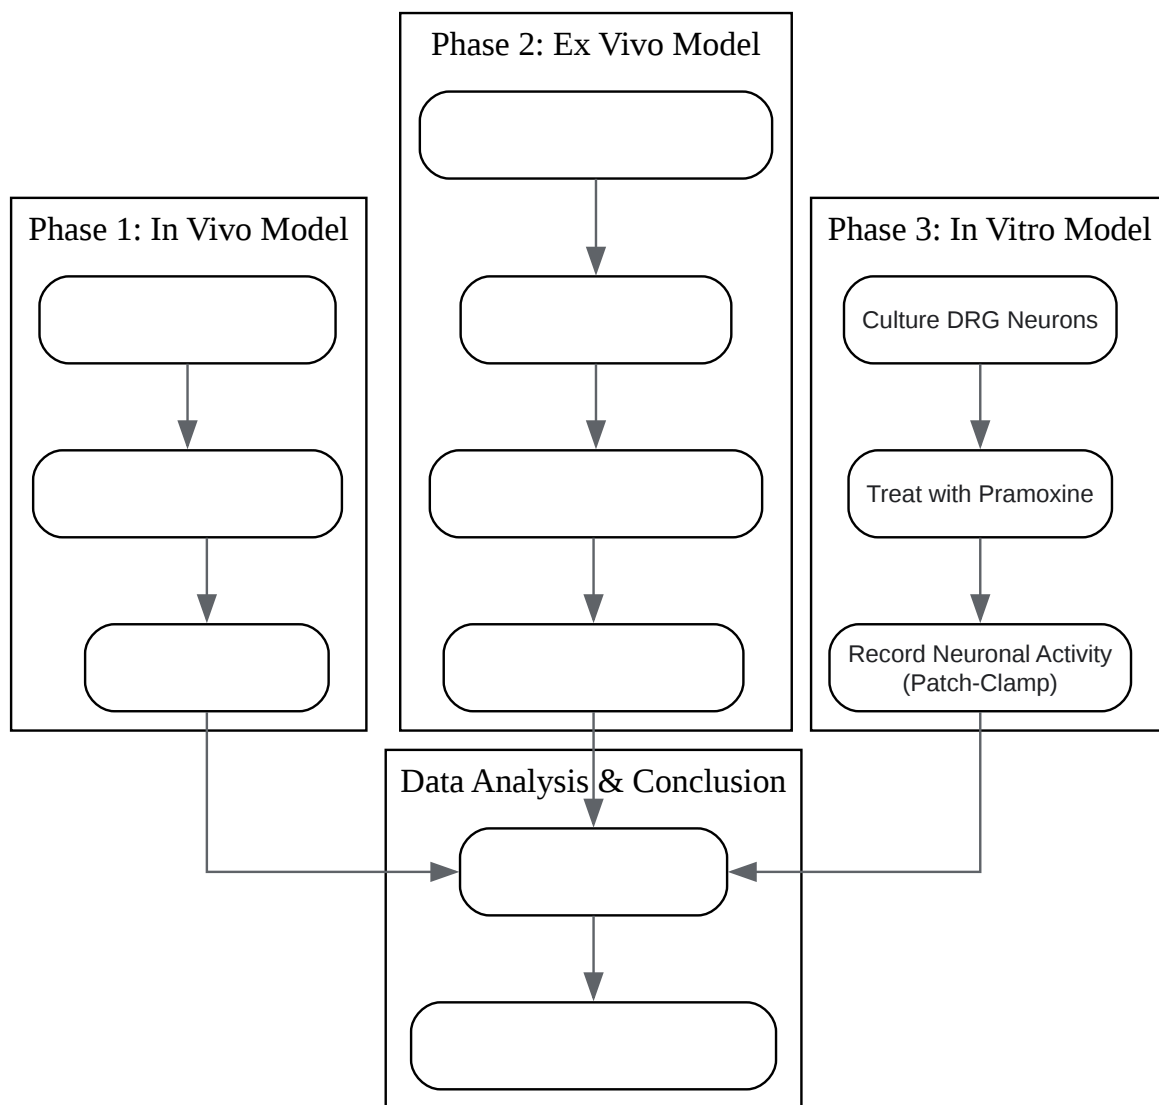 Phase 2: Ex Vivo Model
Phase 1: In Vivo Model
Phase 3: In Vitro Model
Culture DRG Neurons
Treat with Pramoxine
Record Neuronal Activity
(Patch-Clamp)
Data Analysis & Conclusion